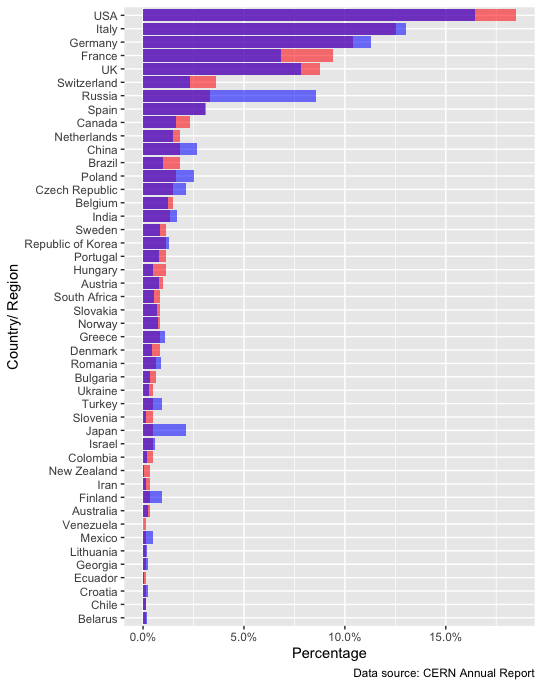 USA
Italy
Germany
France
UK
Switzerland
Russia
Spain
Canada
Netherlands
China
Brazil
Poland
Czech Republic
Belgium
India
Sweden
Republic of Korea
Portugal
Hungary
Austria
South Africa
Slovakia
Norway
Greece
Denmark
Romania
Bulgaria
Ukraine
Turkey
Slovenia
Japan
Israel
Colombia
New Zealand
Iran
Finland
Australia
Venezuela
Mexico
Lithuania
Georgia
Ecuador
Croatia
Chile
Belarus
Country/ Region
0.0% 5.0% 10.0% 15.0%
Percentage
Data source: CERN Annual Report